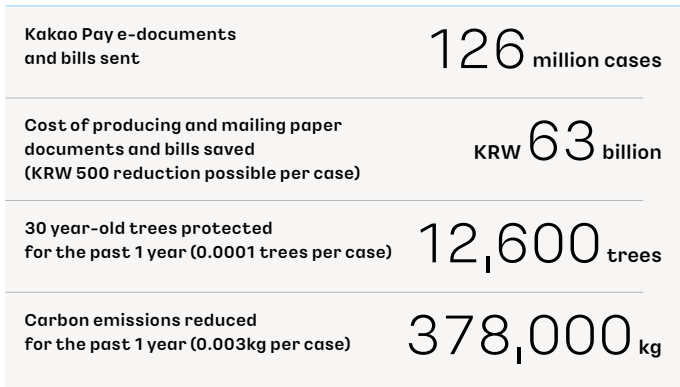 Kakao Pay e-documents
and bills sent
126 million cases
Cost of producing and mailing paper
documents and bills saved
(KRW 500 reduction possible per case)
KRW 63 billion
30 year-old trees protected
for the past 1 year (0.0001 trees per case)
12,600 trees
Carbon emissions reduced
for the past 1 year (0.003kg per case)
378,000 kg